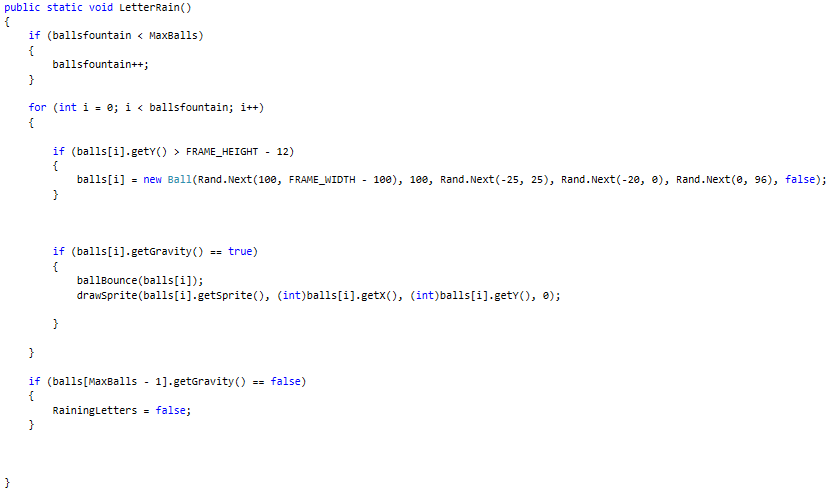 public static void LetterRain()
{
    if (ballsfountain < MaxBalls)
    {
        ballsfountain++;
    }
    for (int i = 0; i < ballsfountain; i++)
    {
        if (balls[i].getY() > FRAME_HEIGHT - 12)
        {
            balls[i] = new Ball(Rand.Next(100, FRAME_WIDTH - 100), 100, Rand.Next(-25, 25), Rand.Next(-20, 0), Rand.Next(0, 96), false);
        }
        if (balls[i].getGravity() == true)
        {
            ballBounce(balls[i]);
            drawSprite(balls[i].getSprite(), (int)balls[i].getX(), (int)balls[i].getY(), 0);
        }
    }
    if (balls[MaxBalls - 1].getGravity() == false)
    {
        RainingLetters = false;
    }
}